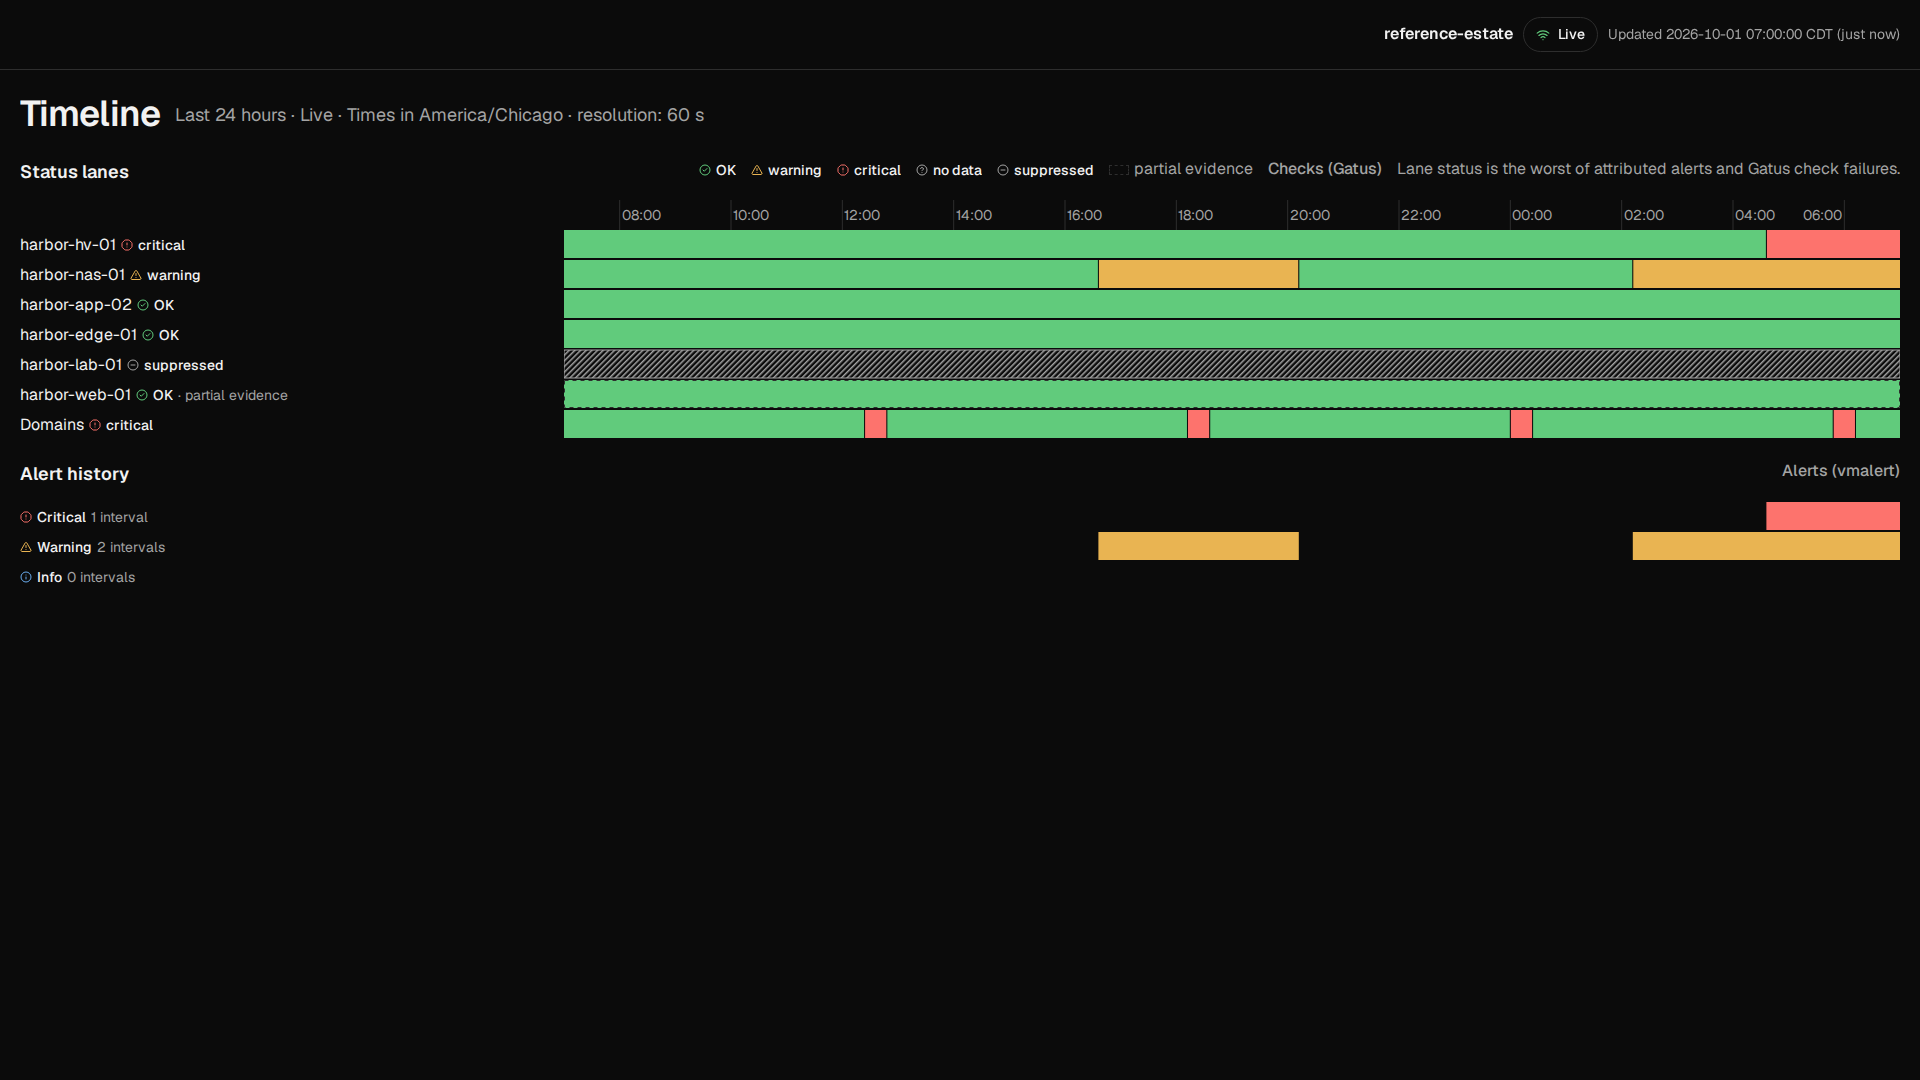 reference-estate Live Updated 2026-10-01 07:00:00 CDT (just now)
Timeline Last 24 hours · Live · Times in America/Chicago · resolution: 60 s
Status lanes OK warning critical no data suppressed partial evidence Checks (Gatus) Lane status is the worst of attributed alerts and Gatus check failures.
08:00 10:00 12:00 14:00 16:00 18:00 20:00 22:00 00:00 02:00 04:00 06:00
harbor-hv-01 critical
harbor-nas-01 warning
harbor-app-02 OK
harbor-edge-01 OK
harbor-lab-01 suppressed
harbor-web-01 OK · partial evidence
Domains critical
Alert history Alerts (vmalert)
Critical 1 interval
Warning 2 intervals
Info 0 intervals